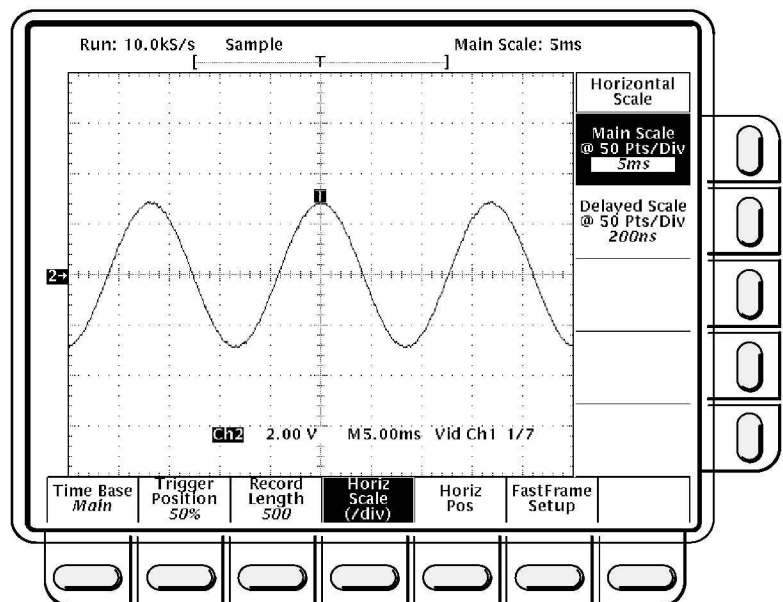 Run: 10.0kS/s Sample Main Scale: 5ms
[ T ]
Horizontal
Scale
Main Scale
@ 50 Pts/Div
5ms
Delayed Scale
@ 50 Pts/Div
200ns
T
2→
Ch2 2.00 V M5.00ms Vid Ch1 1/7
Time Base
Main
Trigger
Position
50%
Record
Length
500
Horiz
Scale
(/div)
Horiz
Pos
FastFrame
Setup